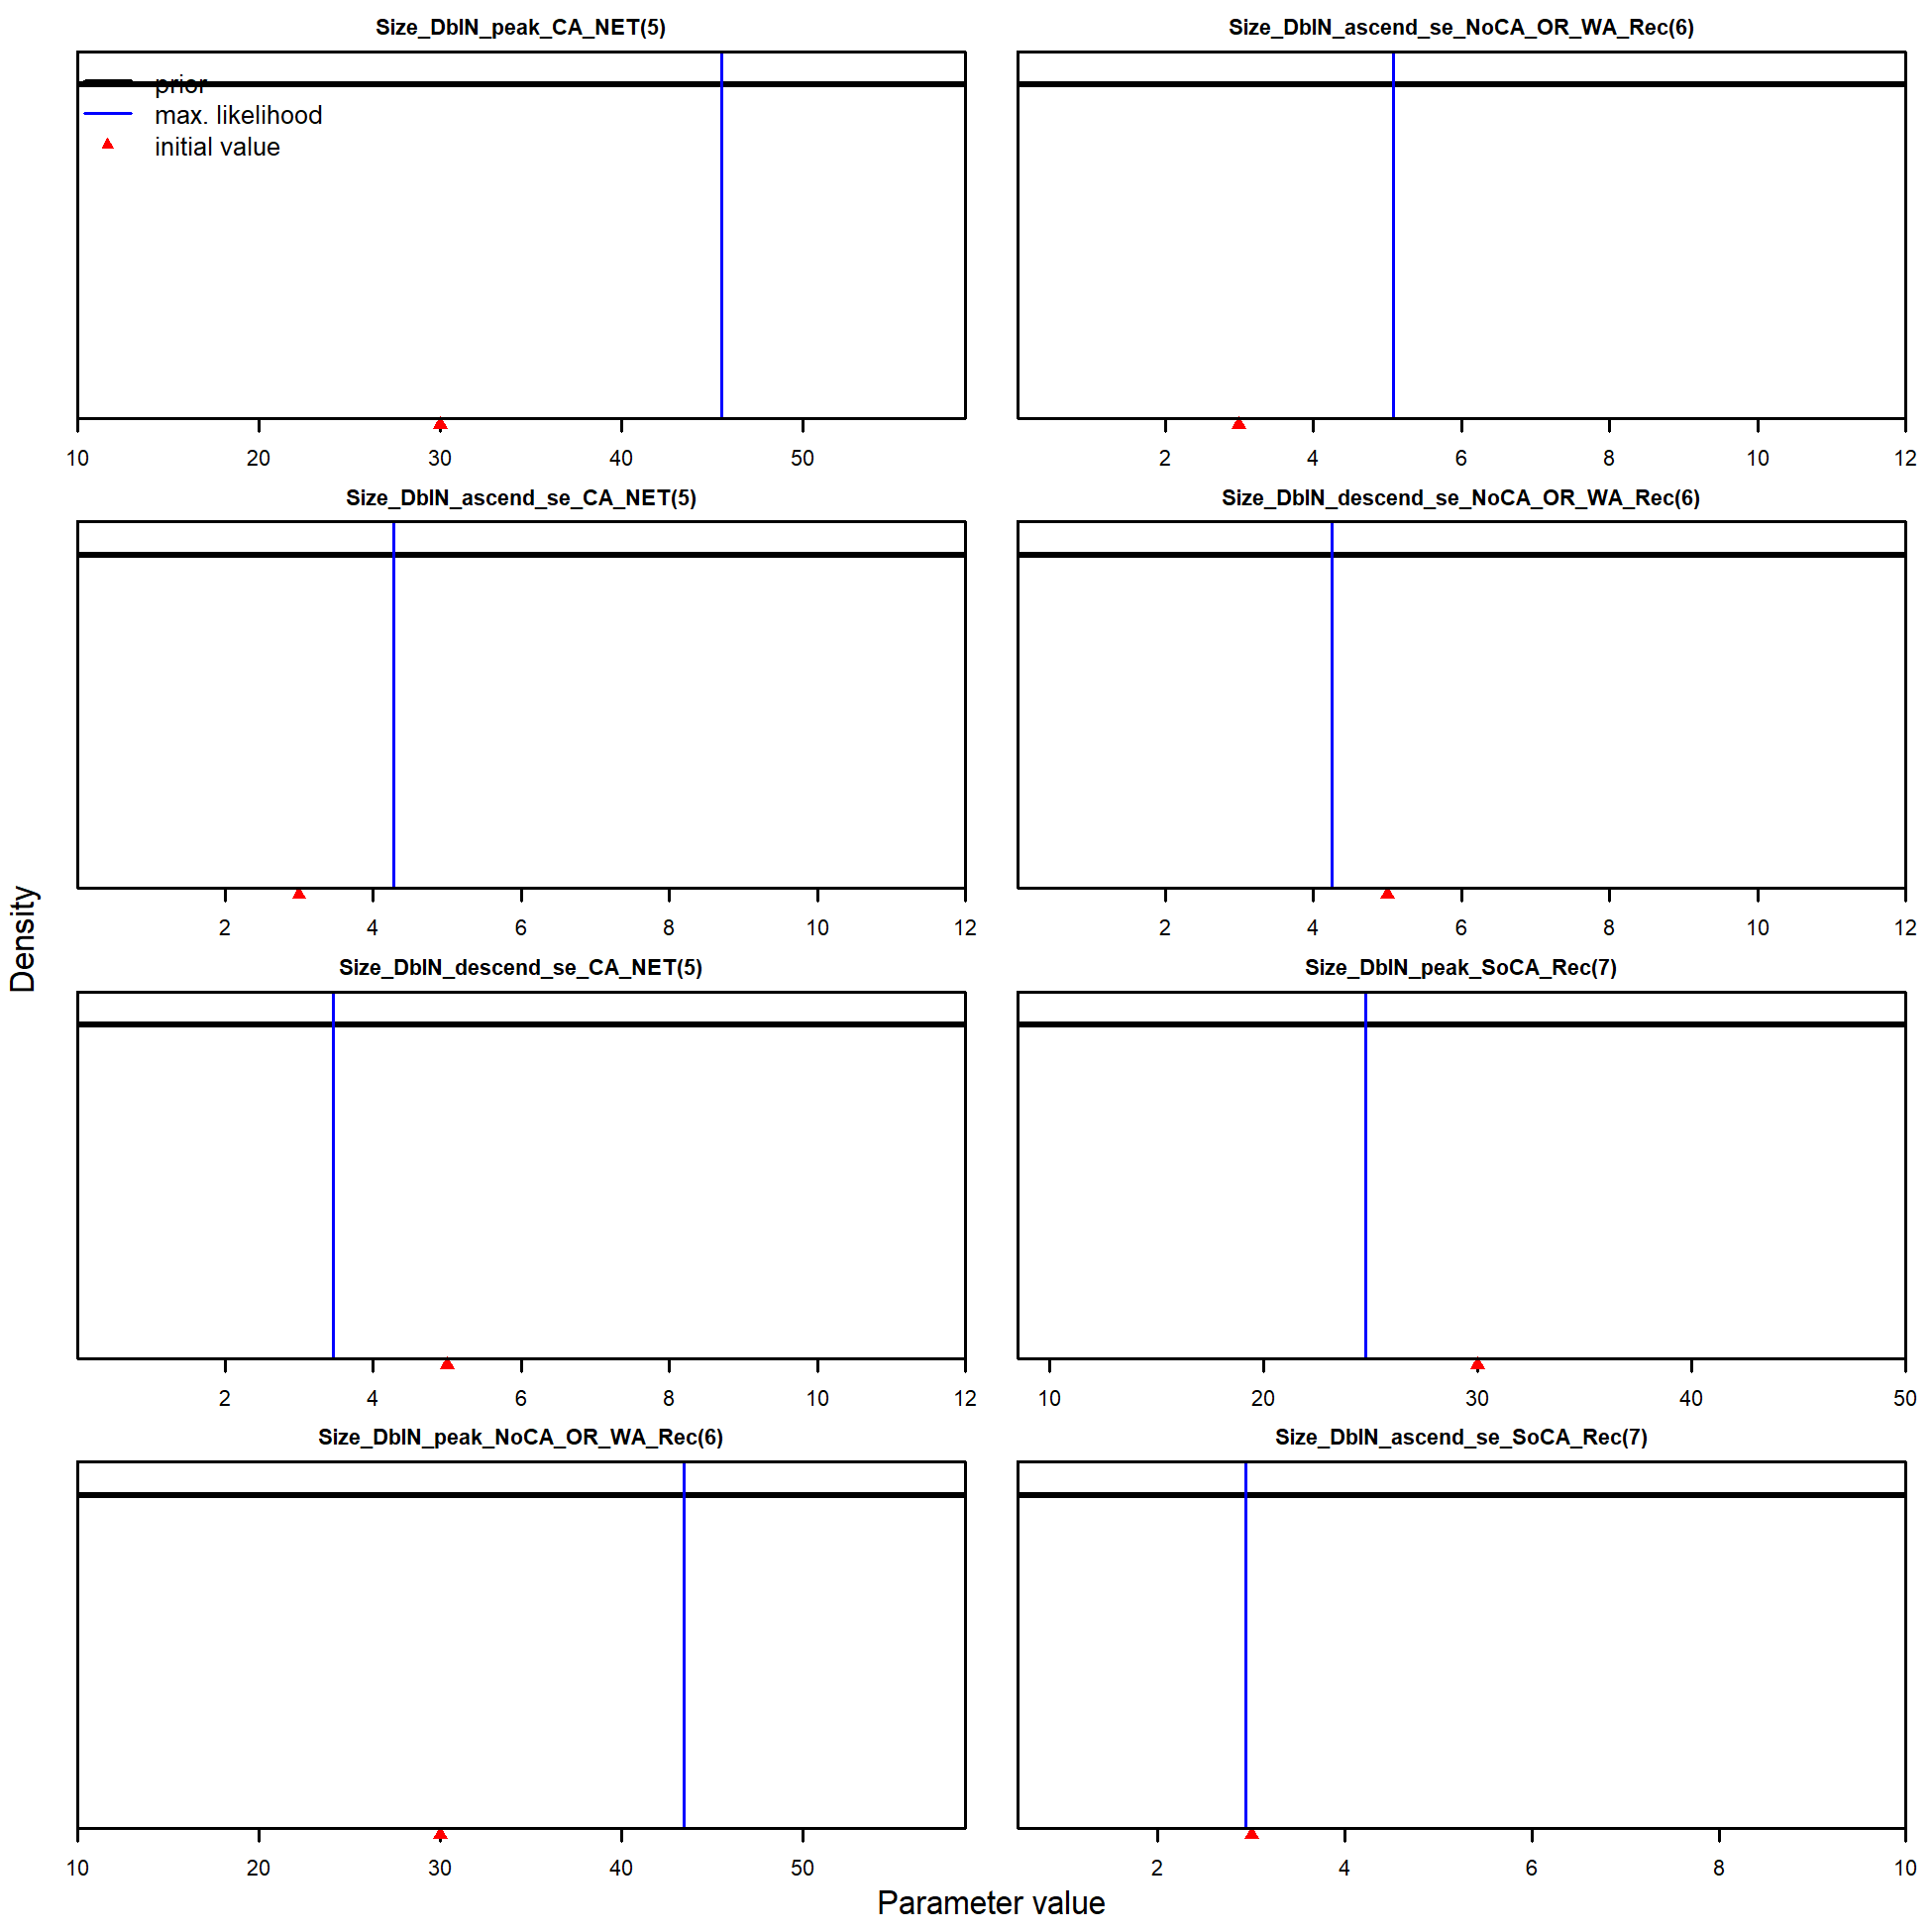 Size_DblN_peak_CA_NET(5)
prior
max. likelihood
initial value
10 20 30 40 50
Size_DblN_ascend_se_NoCA_OR_WA_Rec(6)
2 4 6 8 10 12
Size_DblN_ascend_se_CA_NET(5)
2 4 6 8 10 12
Size_DblN_descend_se_NoCA_OR_WA_Rec(6)
2 4 6 8 10 12
Size_DblN_descend_se_CA_NET(5)
2 4 6 8 10 12
Size_DblN_peak_SoCA_Rec(7)
10 20 30 40 50
Size_DblN_peak_NoCA_OR_WA_Rec(6)
10 20 30 40 50
Size_DblN_ascend_se_SoCA_Rec(7)
2 4 6 8 10
Density
Parameter value